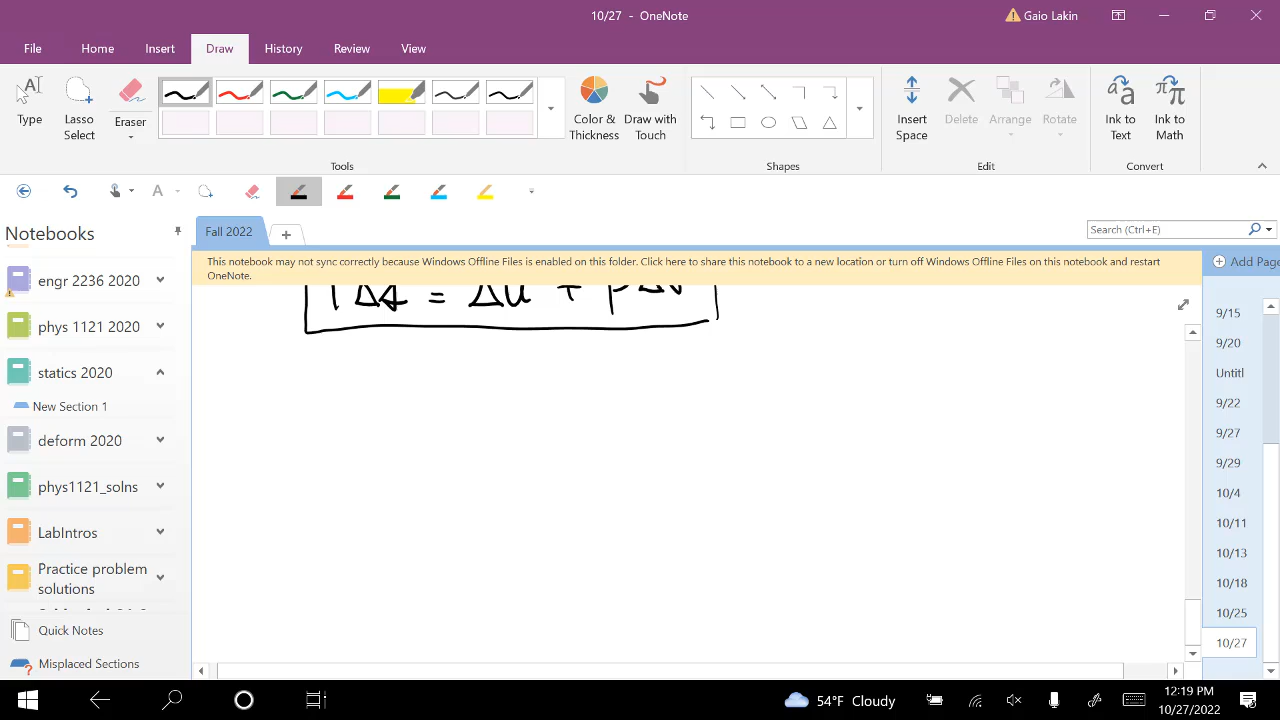 10/27 - OneNote
Gaio Lakin
File Home Insert Draw History Review View
Type
Lasso Select
Eraser
Color & Thickness
Draw with Touch
Insert Space
Delete
Arrange
Rotate
Ink to Text
Ink to Math
Tools
Shapes
Edit
Convert
A
Notebooks
Fall 2022
Search (Ctrl+E)
This notebook may not sync correctly because Windows Offline Files is enabled on this folder. Click here to share this notebook to a new location or turn off Windows Offline Files on this notebook and restart
OneNote.
Add Page
engr 2236 2020
phys 1121 2020
statics 2020
New Section 1
deform 2020
phys1121_solns
LabIntros
Practice problem
solutions
Quick Notes
Misplaced Sections
= Δu + pΔv
9/15
9/20
Untitl
9/22
9/27
9/29
10/4
10/11
10/13
10/18
10/25
10/27
54°F Cloudy
12:19 PM
10/27/2022